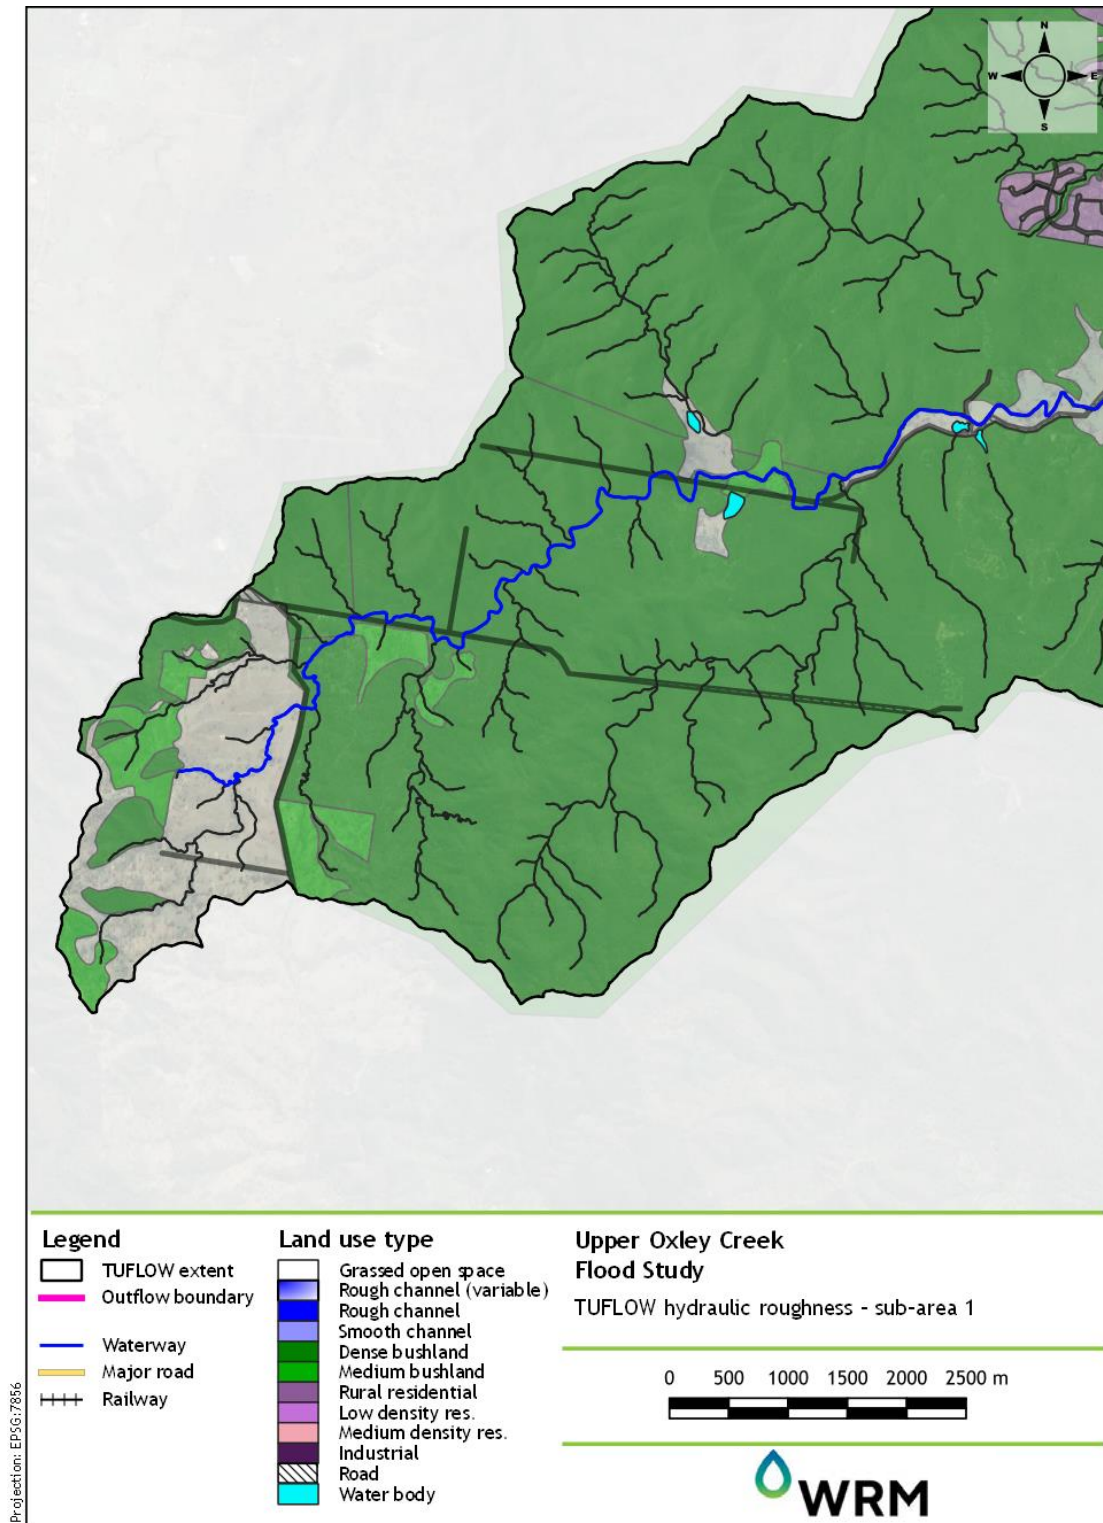 N
W E
S
Legend
TUFLOW extent
Outflow boundary
Waterway
Major road
Railway
Land use type
Grassed open space
Rough channel (variable)
Rough channel
Smooth channel
Dense bushland
Medium bushland
Rural residential
Low density res.
Medium density res.
Industrial
Road
Water body
Upper Oxley Creek
Flood Study
TUFLOW hydraulic roughness - sub-area 1
0 500 1000 1500 2000 2500 m
WRM
Projection: EPSG:7856